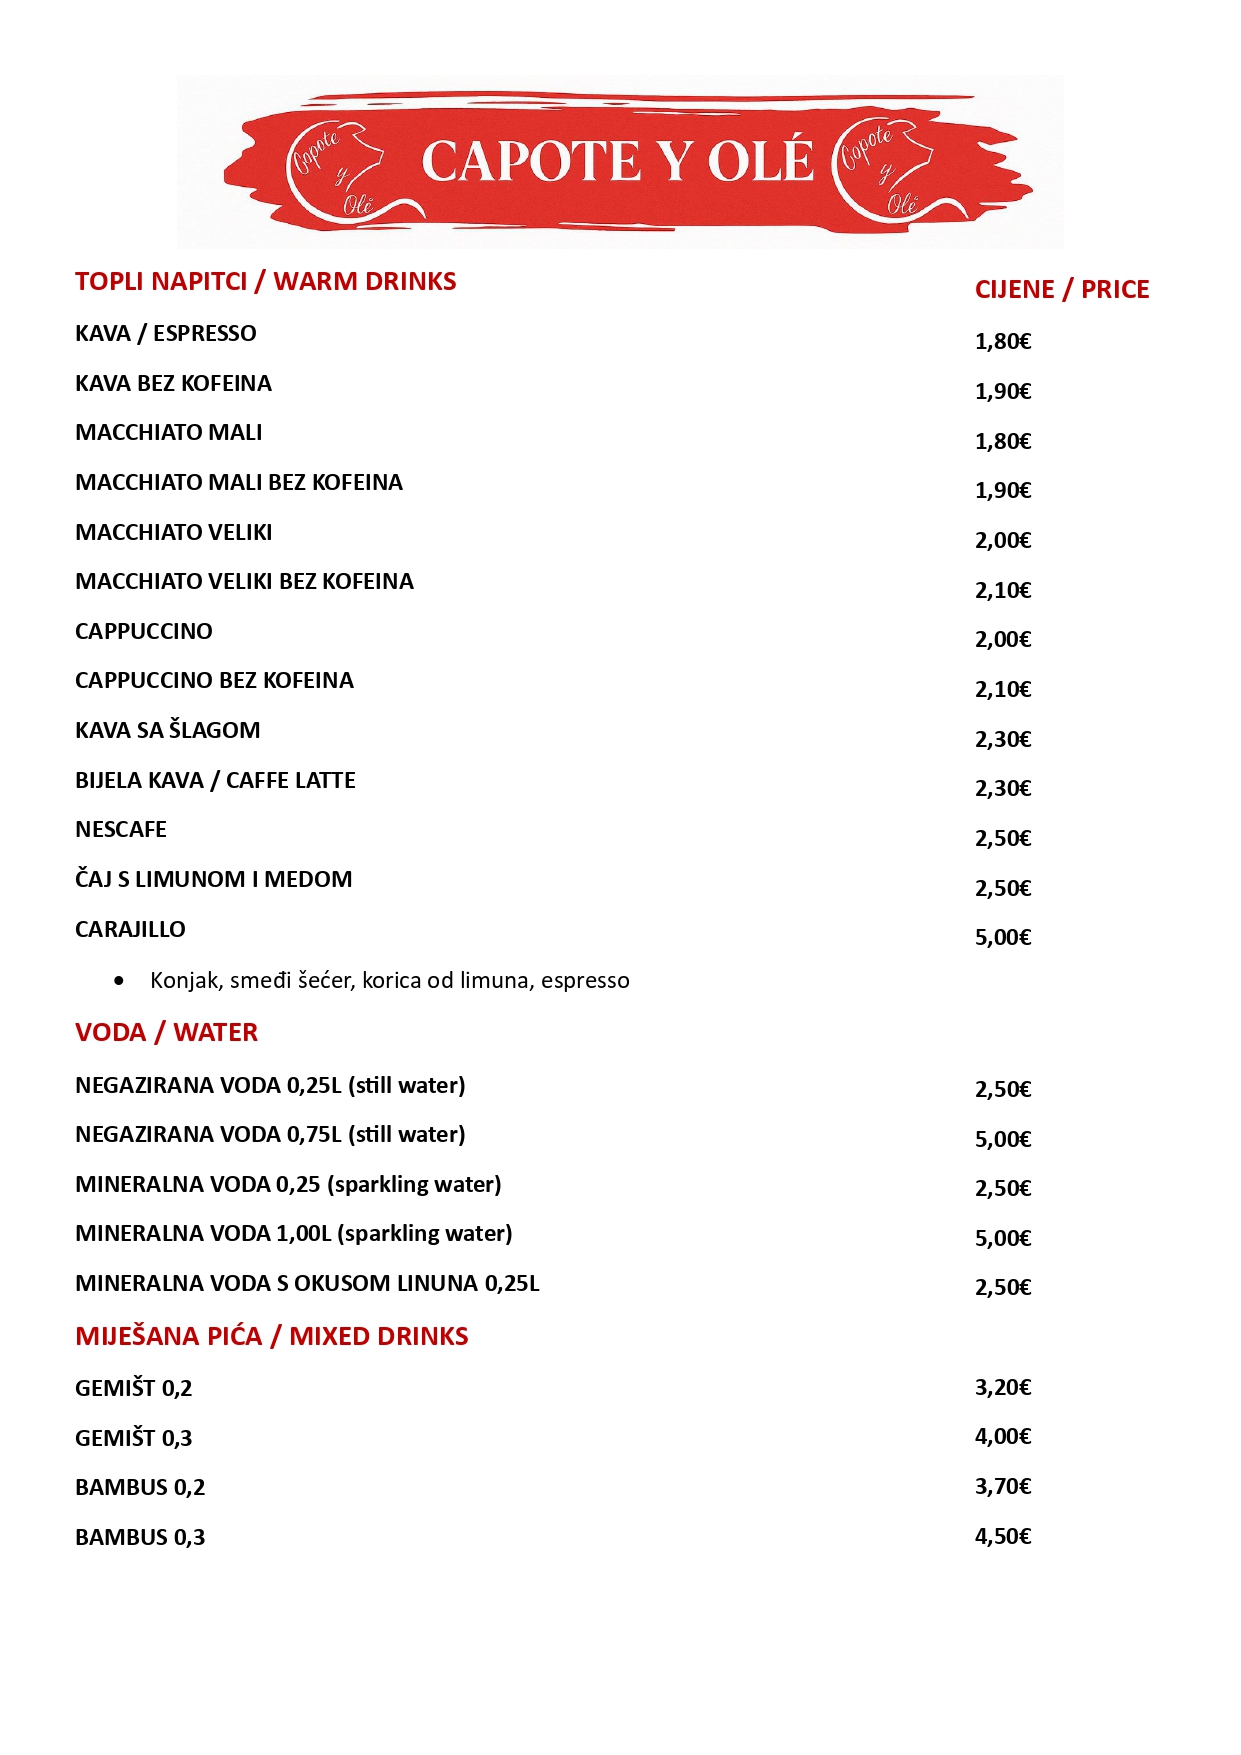 CAPOTE Y OLÉ
Capote
y
Olé
Capote
y
Olé
TOPLI NAPITCI / WARM DRINKS CIJENE / PRICE
KAVA / ESPRESSO 1,80€
KAVA BEZ KOFEINA 1,90€
MACCHIATO MALI 1,80€
MACCHIATO MALI BEZ KOFEINA 1,90€
MACCHIATO VELIKI 2,00€
MACCHIATO VELIKI BEZ KOFEINA 2,10€
CAPPUCCINO 2,00€
CAPPUCCINO BEZ KOFEINA 2,10€
KAVA SA ŠLAGOM 2,30€
BIJELA KAVA / CAFFE LATTE 2,30€
NESCAFE 2,50€
ČAJ S LIMUNOM I MEDOM 2,50€
CARAJILLO 5,00€
• Konjak, smeđi šećer, korica od limuna, espresso
VODA / WATER
NEGAZIRANA VODA 0,25L (still water) 2,50€
NEGAZIRANA VODA 0,75L (still water) 5,00€
MINERALNA VODA 0,25 (sparkling water) 2,50€
MINERALNA VODA 1,00L (sparkling water) 5,00€
MINERALNA VODA S OKUSOM LINUNA 0,25L 2,50€
MIJEŠANA PIĆA / MIXED DRINKS
GEMIŠT 0,2 3,20€
GEMIŠT 0,3 4,00€
BAMBUS 0,2 3,70€
BAMBUS 0,3 4,50€